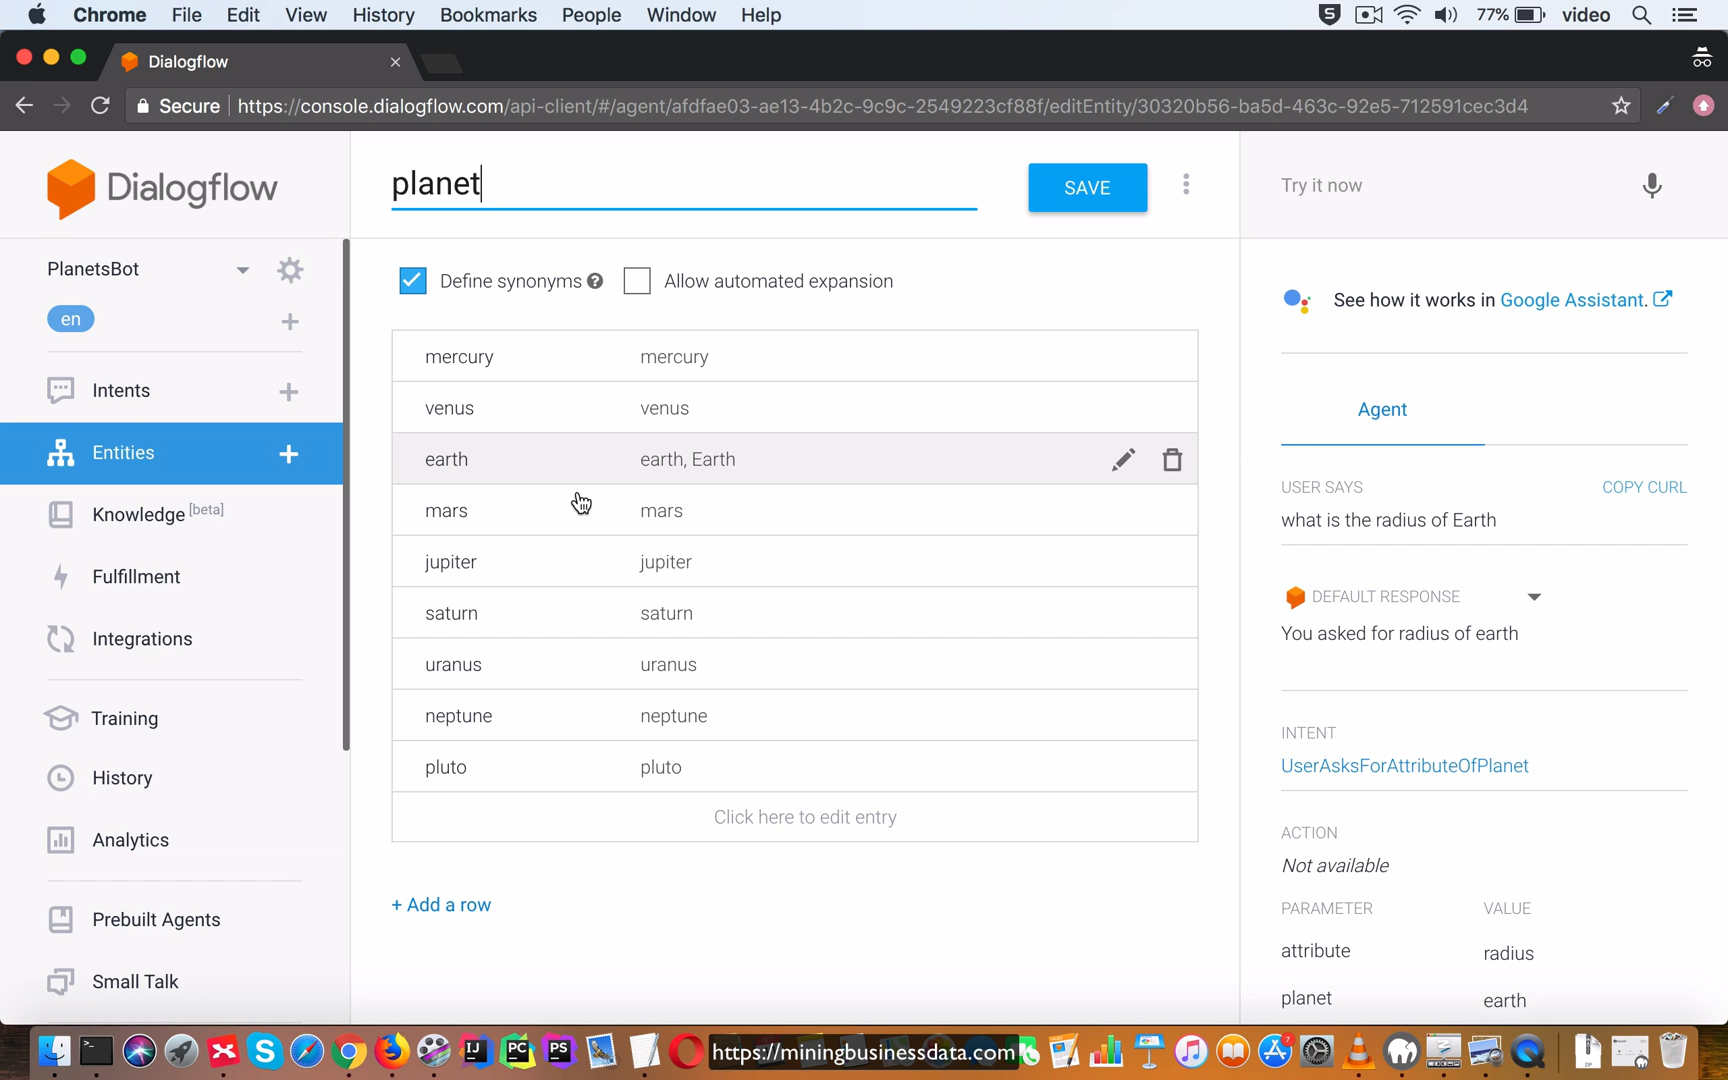 Chrome File Edit View History Bookmarks People Window Help 77% video
Dialogflow
Secure https://console.dialogflow.com/api-client/#/agent/afdfae03-ae13-4b2c-9c9c-2549223cf88f/editEntity/30320b56-ba5d-463c-92e5-712591cec3d4
Dialogflow
planet
SAVE
Try it now
PlanetsBot
en
Intents
Entities
Knowledge [beta]
Fulfillment
Integrations
Training
History
Analytics
Prebuilt Agents
Small Talk
Define synonyms Allow automated expansion
mercury mercury
venus venus
earth earth, Earth
mars mars
jupiter jupiter
saturn saturn
uranus uranus
neptune neptune
pluto pluto
Click here to edit entry
+ Add a row
See how it works in Google Assistant.
Agent
USER SAYS COPY CURL
what is the radius of Earth
DEFAULT RESPONSE
You asked for radius of earth
INTENT
UserAsksForAttributeOfPlanet
ACTION
Not available
PARAMETER VALUE
attribute radius
planet earth
https://miningbusinessdata.com